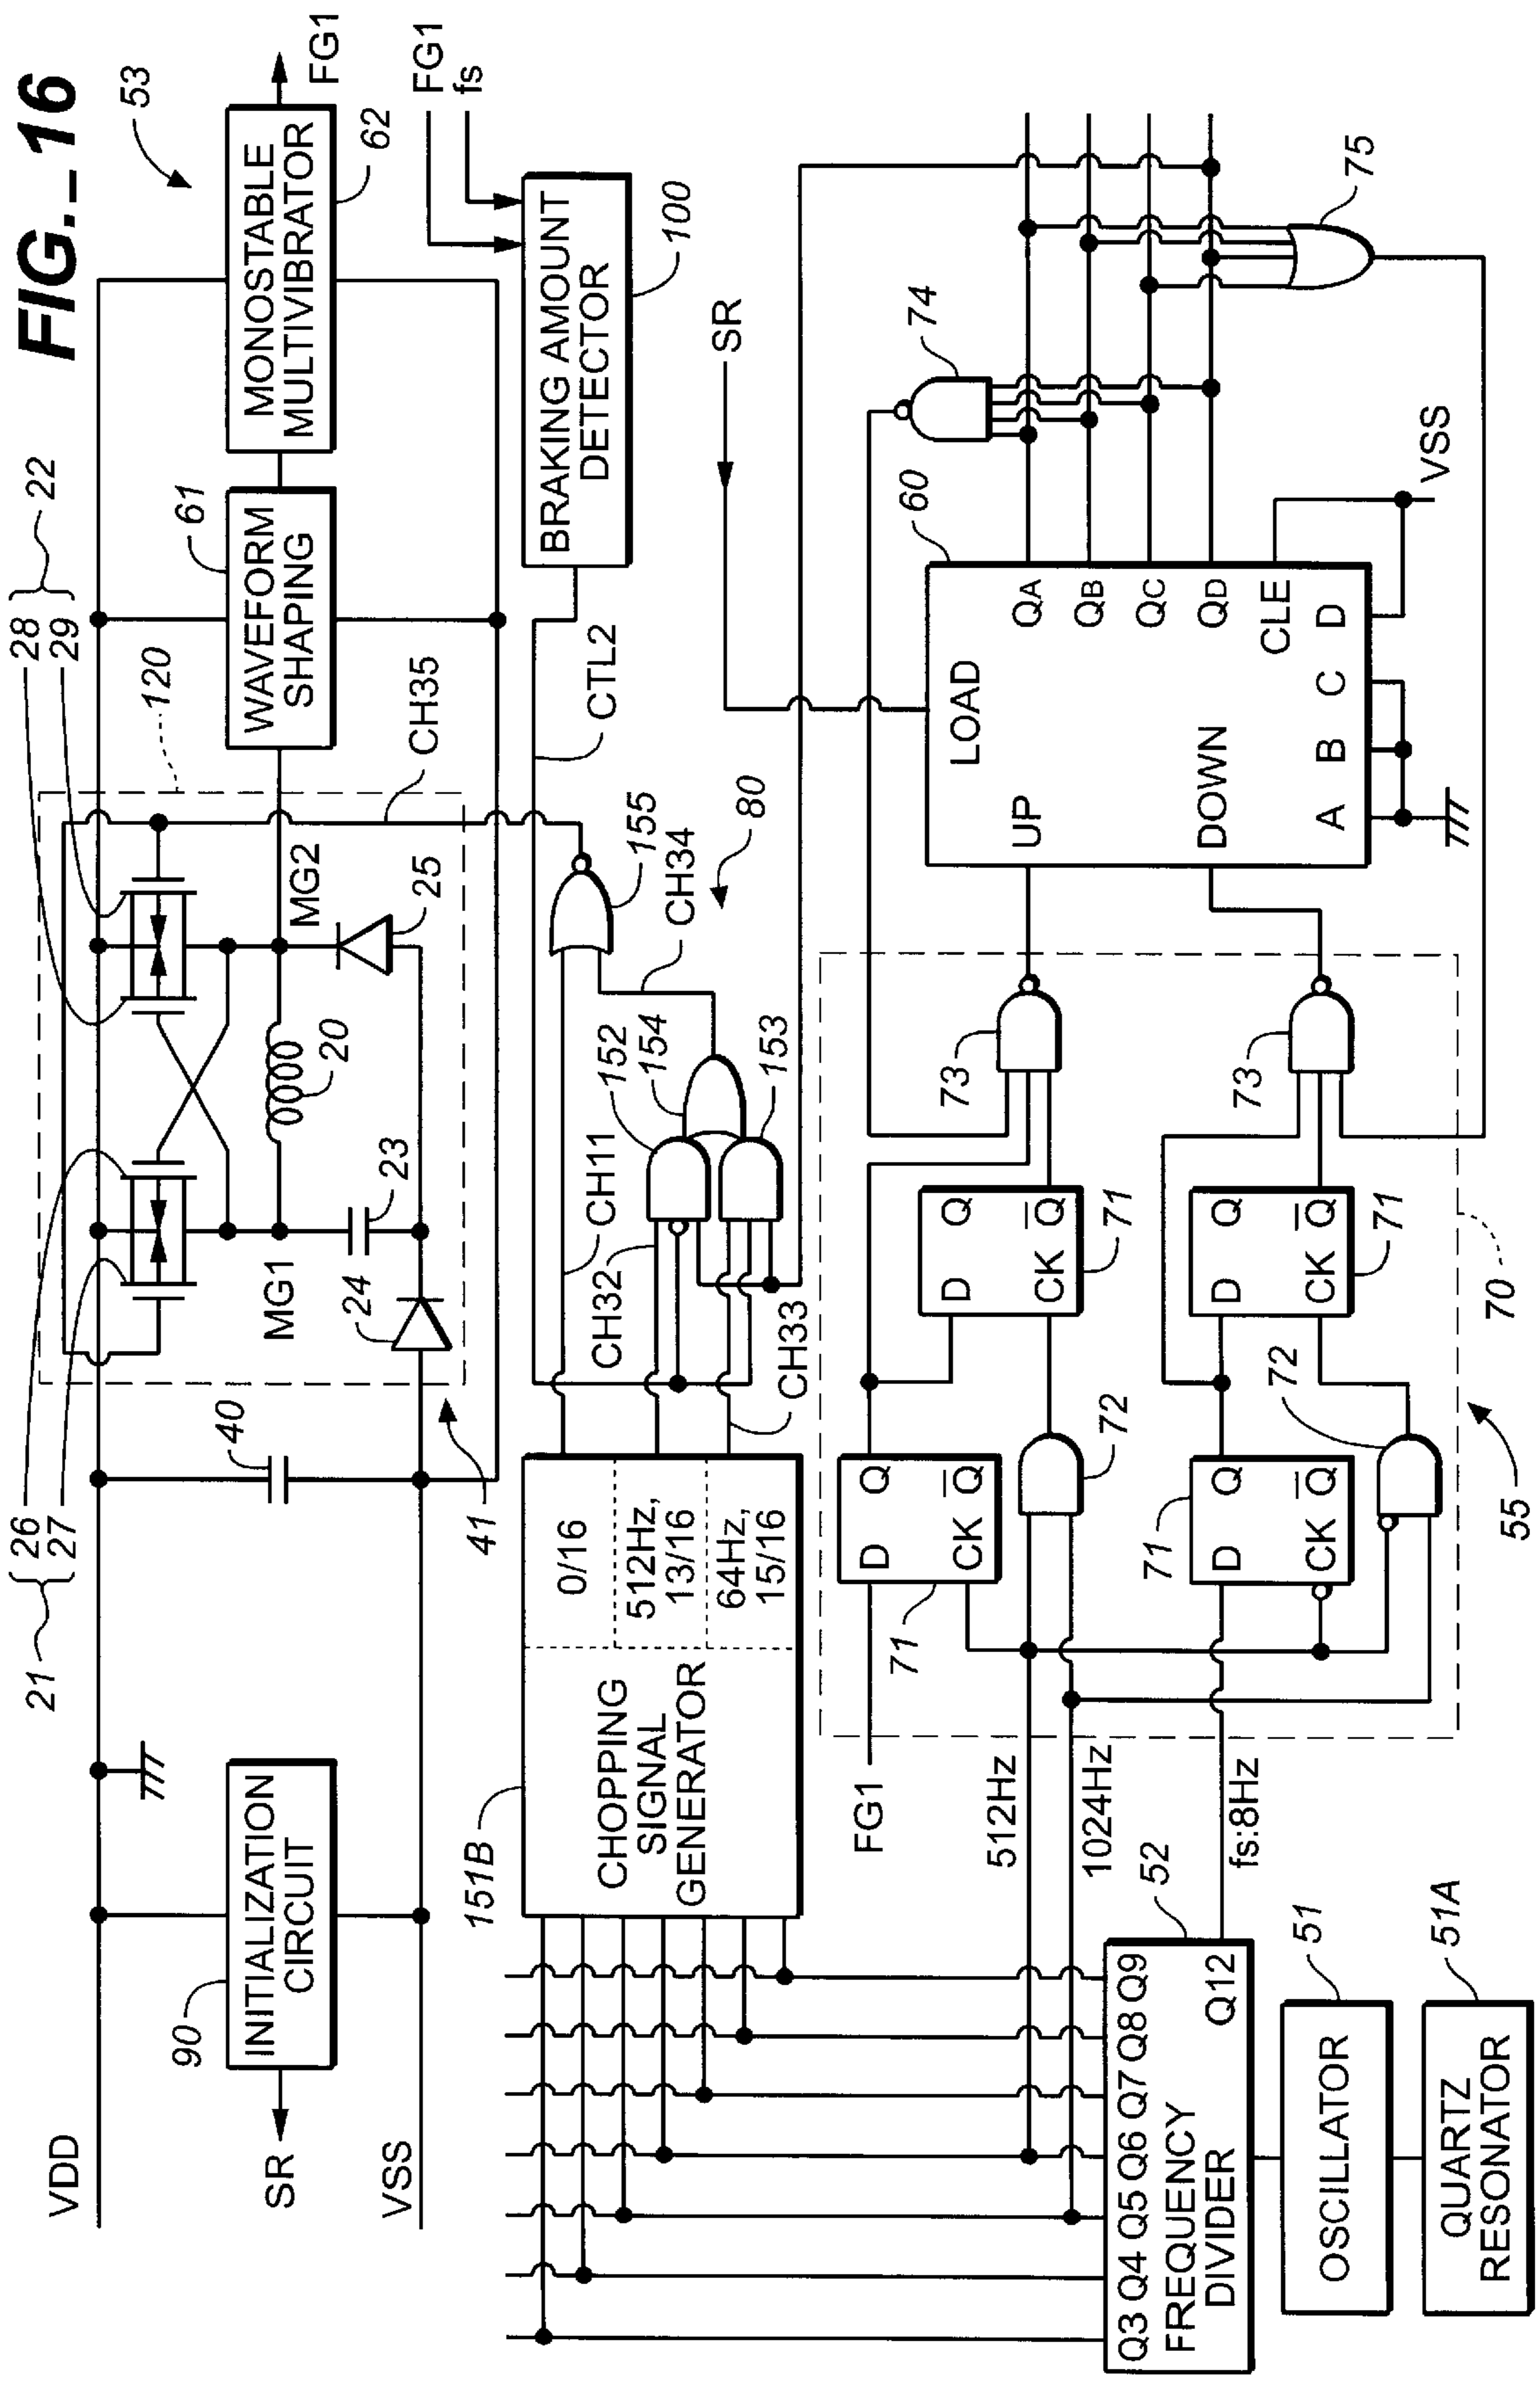 FIG._16
VDD
SR
VSS
90
INITIALIZATION
CIRCUIT
21
26
27
41
40
24
MG1
23
20
MG2
25
28
29
22
120
CH35
61
WAVEFORM
SHAPING
MONOSTABLE
MULTIVIBRATOR
62
53
FG1
FG1
fs
BRAKING AMOUNT
DETECTOR
100
CTL2
151B
CHOPPING
SIGNAL
GENERATOR
0/16
512Hz,
13/16
64Hz,
15/16
CH11
CH32
CH33
152
154
153
CH34
155
80
SR
FG1
512Hz
1024Hz
fs:8Hz
71
D
Q
CK
Q
72
D
Q
CK
Q
71
73
71
D
Q
CK
Q
72
D
Q
CK
Q
71
73
70
55
60
LOAD
UP
DOWN
QA
QB
QC
QD
CLE
A
B
C
D
VSS
74
75
Q3
Q4
Q5
Q6
Q7
Q8
Q9
FREQUENCY
DIVIDER
Q12
52
OSCILLATOR
51
QUARTZ
RESONATOR
51A